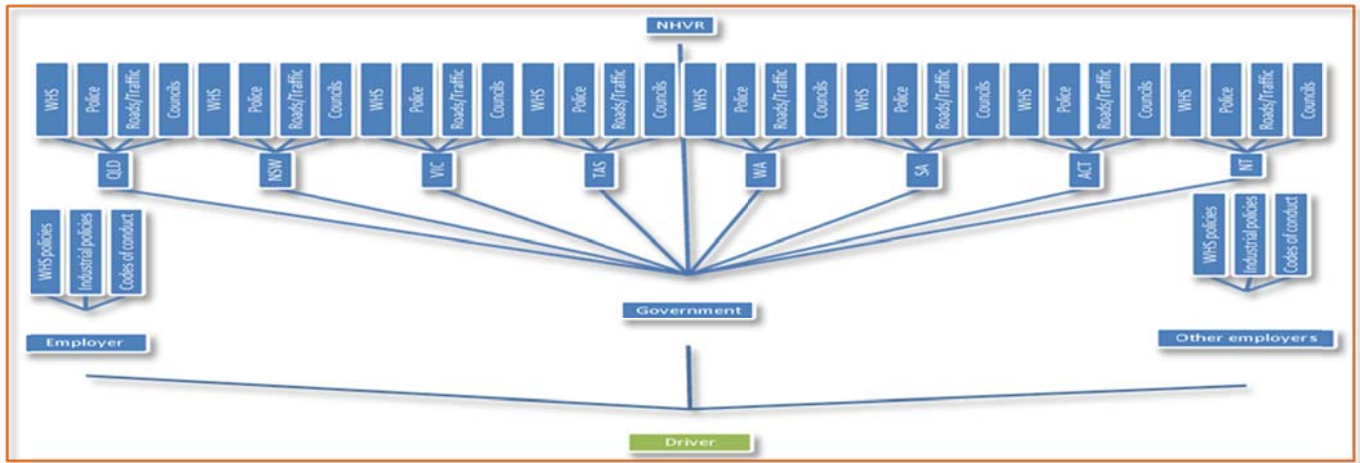 NHVR
WHS
Police
Roads/Traffic
Councils
WHS
Police
Roads/Traffic
Councils
WHS
Police
Roads/Traffic
Councils
WHS
Police
Roads/Traffic
Councils
WHS
Police
Roads/Traffic
Councils
WHS
Police
Roads/Traffic
Councils
WHS
Police
Roads/Traffic
Councils
WHS
Police
Roads/Traffic
Councils
QLD
NSW
VIC
TAS
WA
SA
ACT
NT
WHS policies
Industrial policies
Codes of conduct
WHS policies
Industrial policies
Codes of conduct
Government
Employer
Other employers
Driver